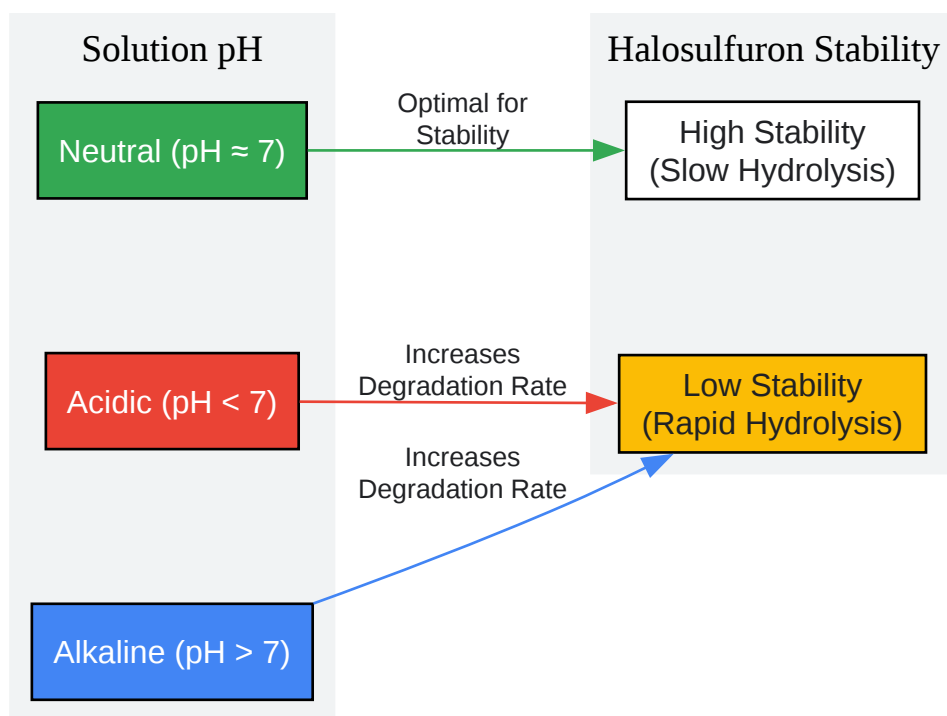 Solution pH
Halosulfuron Stability
Neutral (pH ≈ 7)
Optimal for
Stability
High Stability
(Slow Hydrolysis)
Acidic (pH < 7)
Increases
Degradation Rate
Low Stability
(Rapid Hydrolysis)
Increases
Degradation Rate
Alkaline (pH > 7)